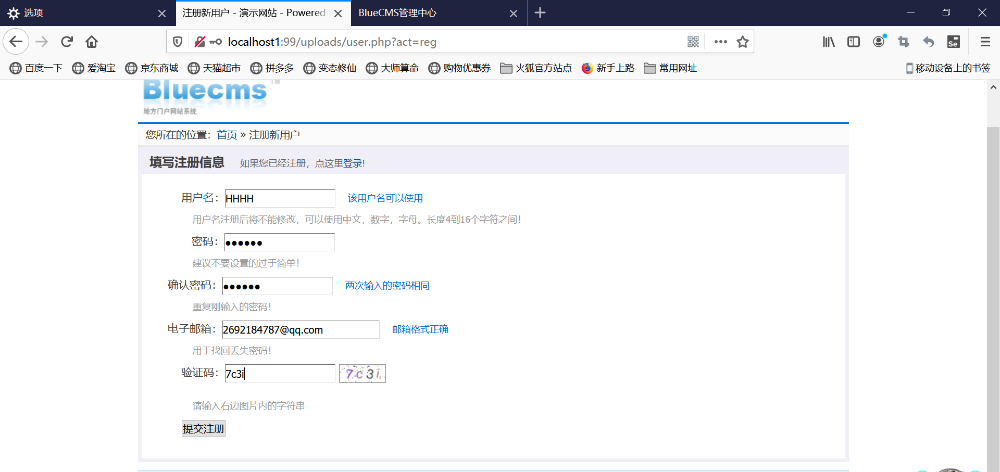 选项
注册新用户 - 演示网站 - Powered
BlueCMS管理中心
localhost1:99/uploads/user.php?act=reg
Se
百度一下 爱淘宝 京东商城 天猫超市 拼多多 变态修仙 大师算命 购物优惠券 火狐官方站点 新手上路 常用网址 移动设备上的书签
Bluecms TM
地方门户网站系统
您所在的位置：首页 » 注册新用户
填写注册信息 如果您已经注册，点这里登录!
用户名： HHHH 该用户名可以使用
用户名注册后将不能修改，可以使用中文，数字，字母。长度4到16个字符之间！
密码： ●●●●●●
建议不要设置的过于简单！
确认密码： ●●●●●● 两次输入的密码相同
重复刚输入的密码！
电子邮箱： 2692184787@qq.com 邮箱格式正确
用于找回丢失密码！
验证码： 7c3i 7c3i
请输入右边图片内的字符串
提交注册